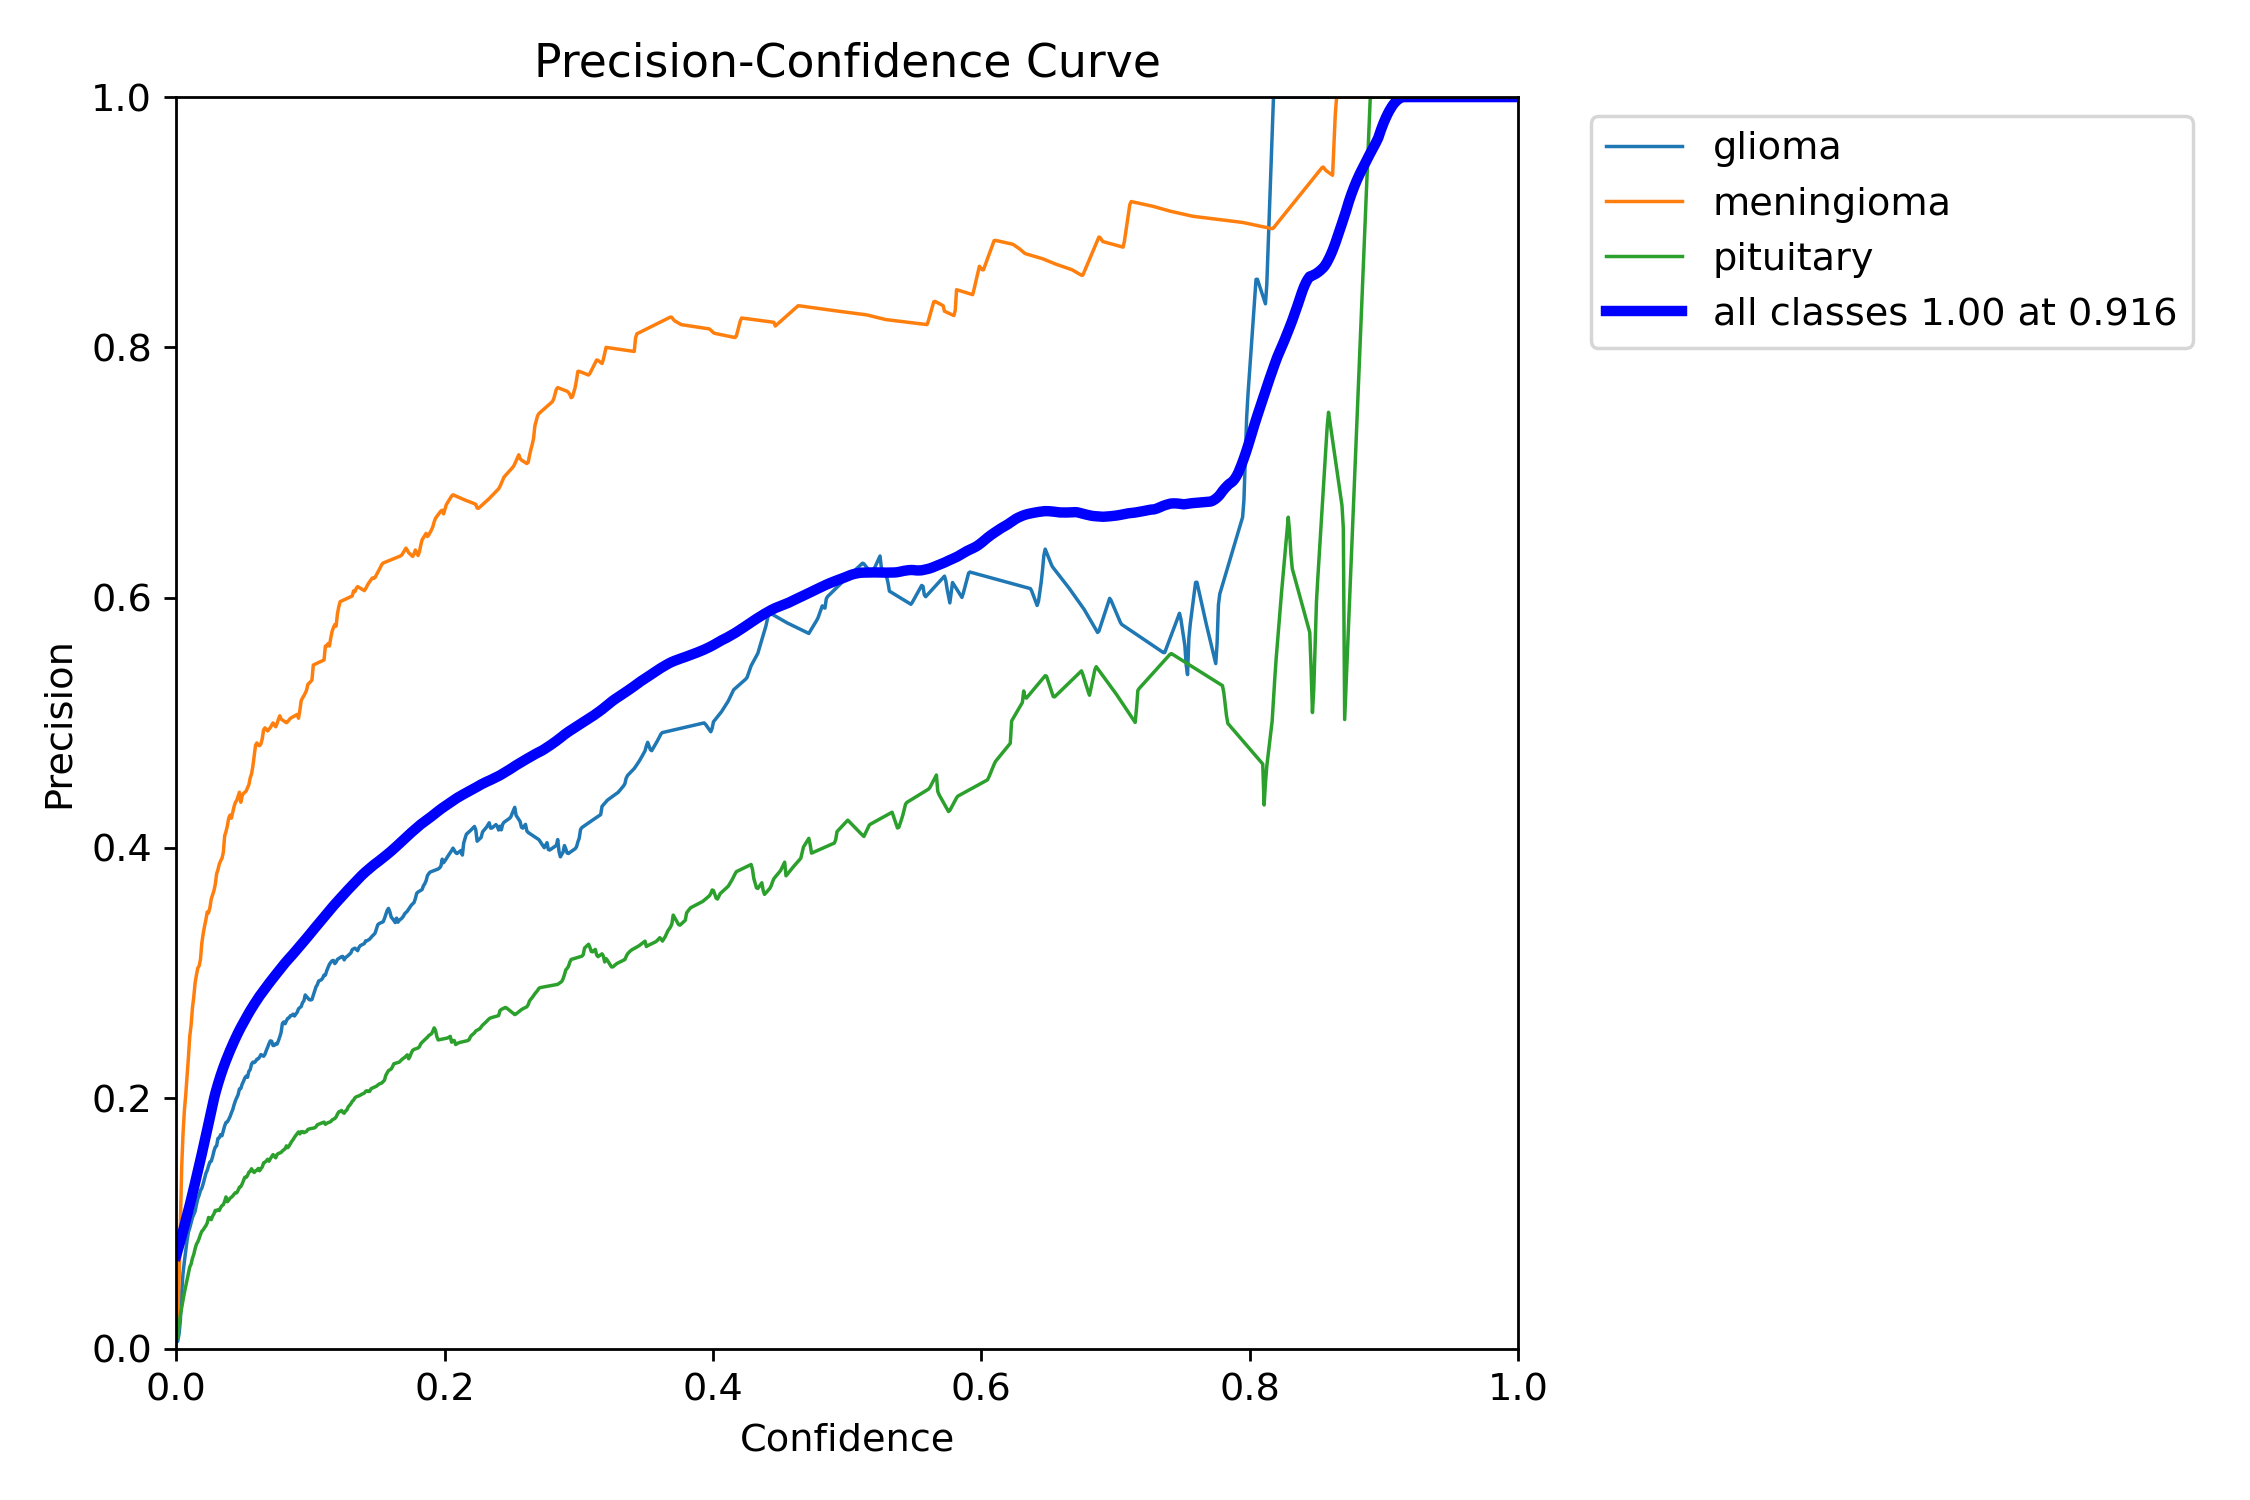 Precision-Confidence Curve
1.0
0.8
0.6
0.4
0.2
0.0
Precision
0.0 0.2 0.4 0.6 0.8 1.0
Confidence
glioma
meningioma
pituitary
all classes 1.00 at 0.916